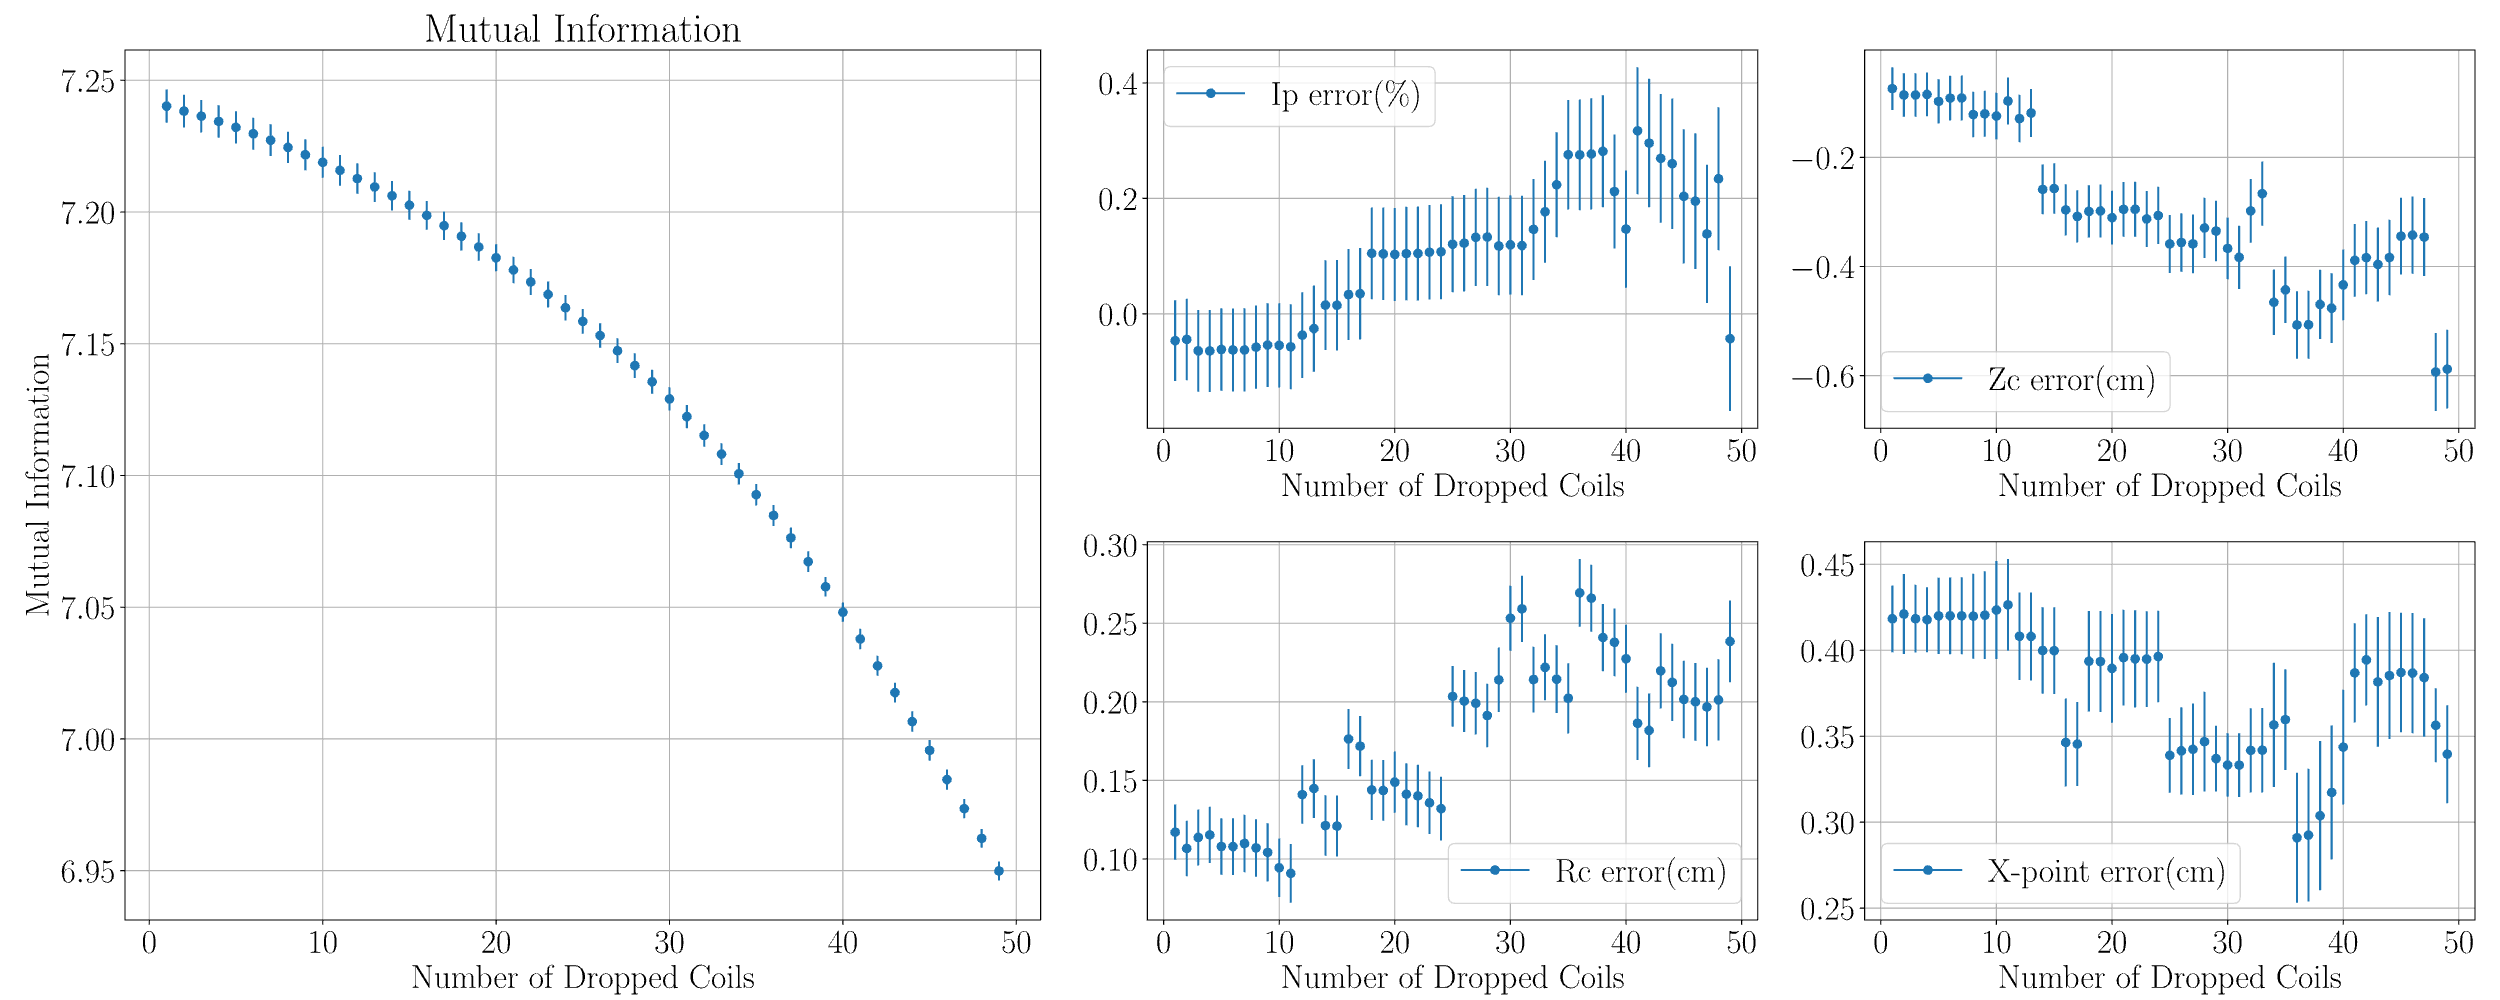 Mutual Information
Mutual Information
7.25
7.20
7.15
7.10
7.05
7.00
6.95
0 10 20 30 40 50
Number of Dropped Coils
Ip error(%)
0.4
0.2
0.0
0 10 20 30 40 50
Number of Dropped Coils
Zc error(cm)
−0.2
−0.4
−0.6
0 10 20 30 40 50
Number of Dropped Coils
0.30
0.25
0.20
0.15
0.10
Rc error(cm)
0 10 20 30 40 50
Number of Dropped Coils
0.45
0.40
0.35
0.30
0.25
X-point error(cm)
0 10 20 30 40 50
Number of Dropped Coils